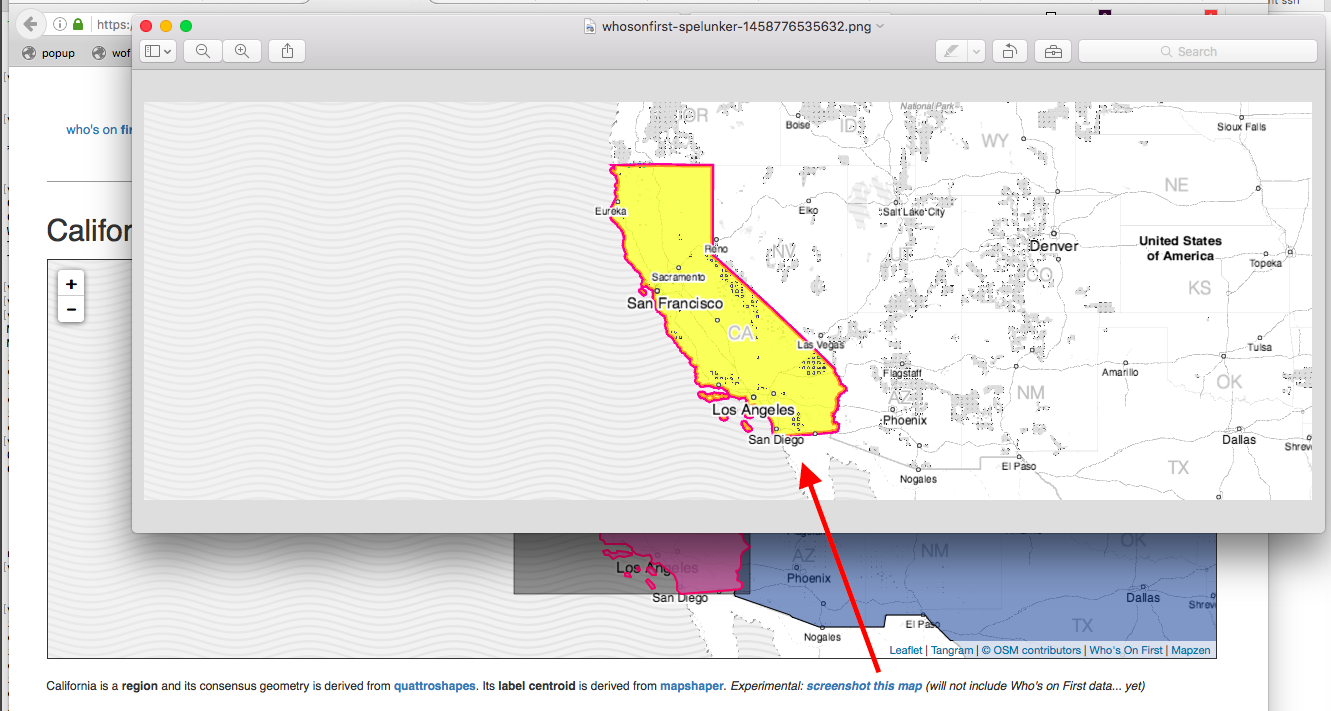 https:
whosonfirst-spelunker-1458776535632.png
popup
wof
Search
who's on fir
Califor
+
−
National Park
OR
Boise
ID
WY
Sioux Falls
NE
Eureka
Elko
Salt Lake City
Reno
NV
Denver
United States
of America
Topeka
CO
KS
Sacramento
San Francisco
CA
Las Vegas
Tulsa
Flagstaff
Amarillo
OK
AZ
NM
Los Angeles
Phoenix
San Diego
Dallas
Shrev
El Paso
TX
Nogales
AZ
NM
OK
Los Angeles
Phoenix
San Diego
Dallas
Shrev
El Paso
TX
Nogales
Leaflet | Tangram | © OSM contributors | Who's On First | Mapzen
California is a region and its consensus geometry is derived from quattroshapes. Its label centroid is derived from mapshaper. Experimental: screenshot this map (will not include Who's on First data... yet)